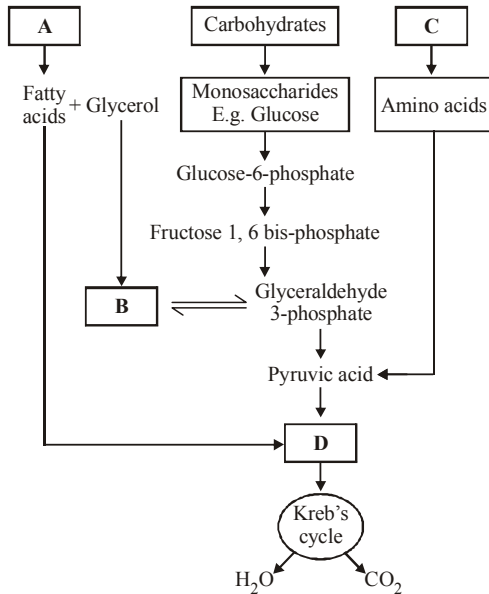 A
Carbohydrates
C
Fatty
acids + Glycerol
Monosaccharides
E.g. Glucose
Amino acids
Glucose-6-phosphate
Fructose 1, 6 bis-phosphate
B
Glyceraldehyde
3-phosphate
Pyruvic acid
D
Kreb's
cycle
H₂O
CO₂